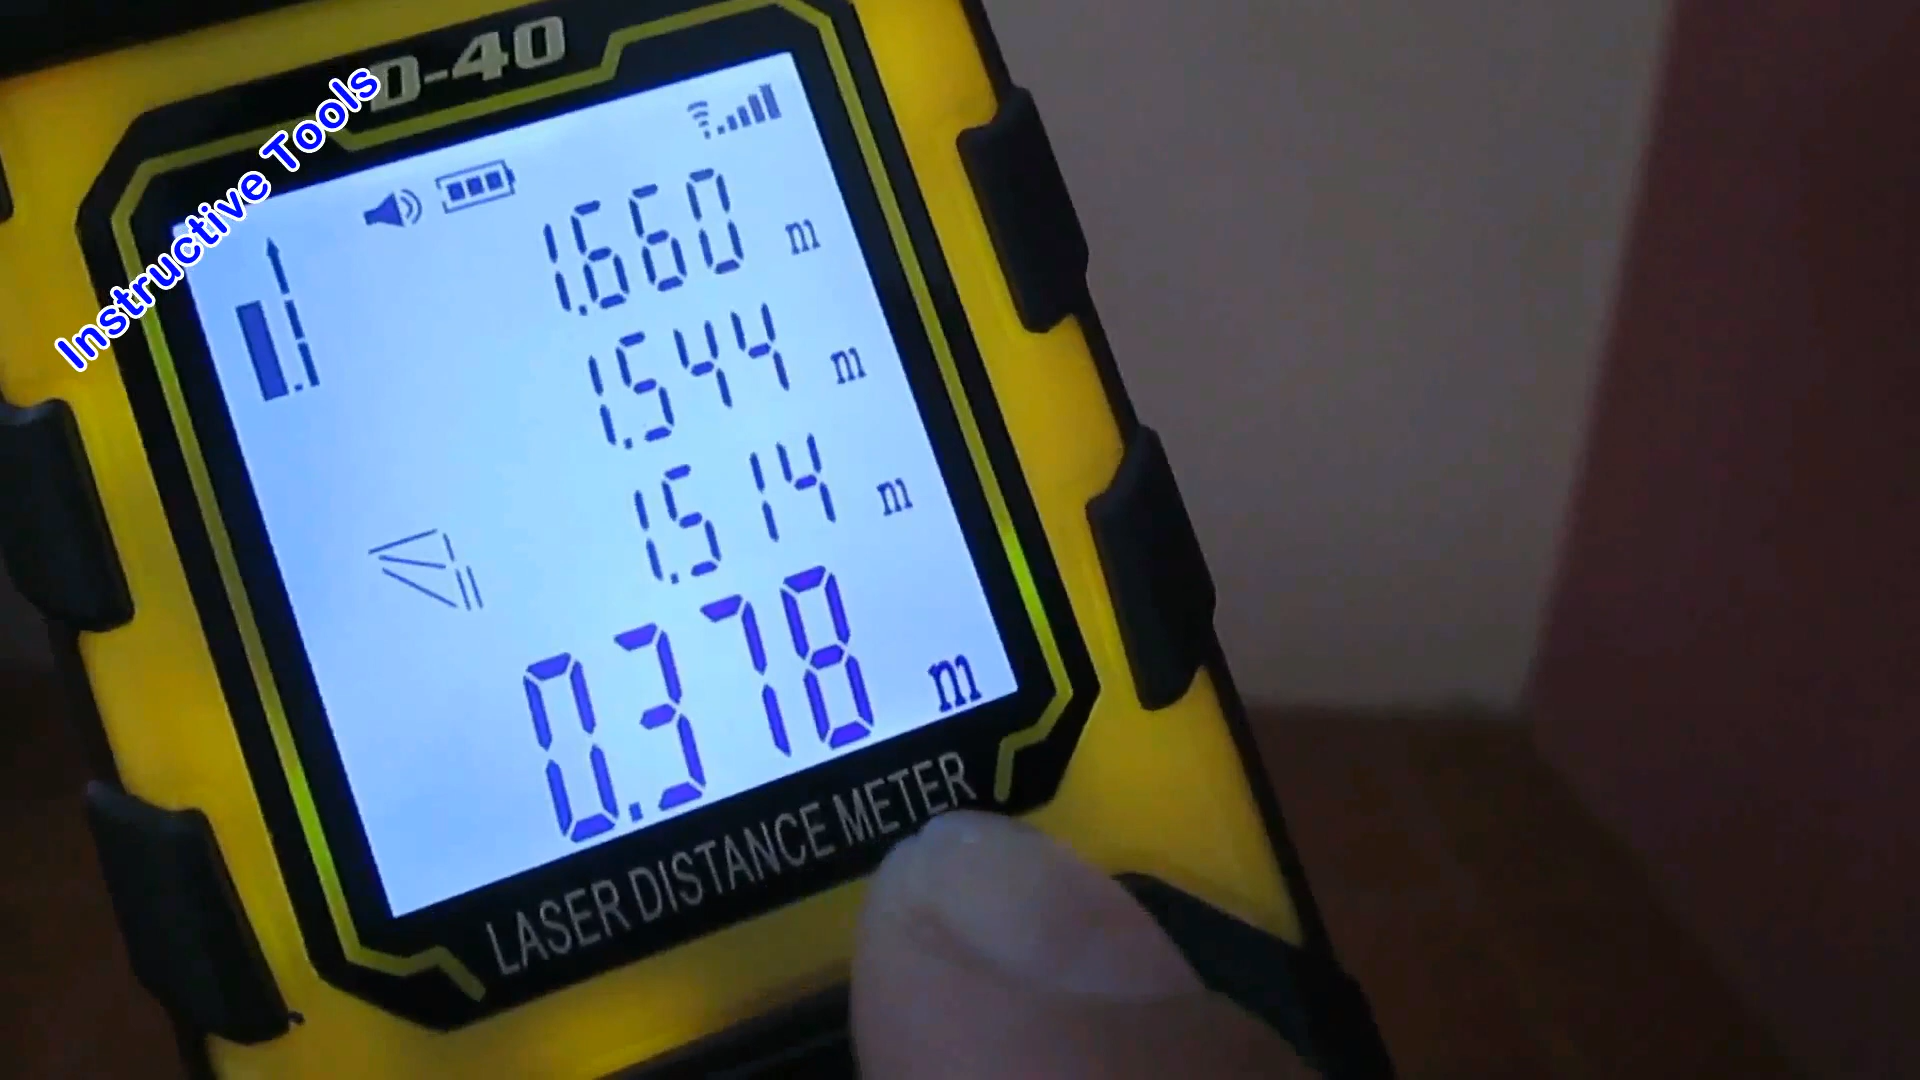 D-40
Instructive Tools
1.660 m
1.544 m
1.514 m
0.378 m
LASER DISTANCE METER